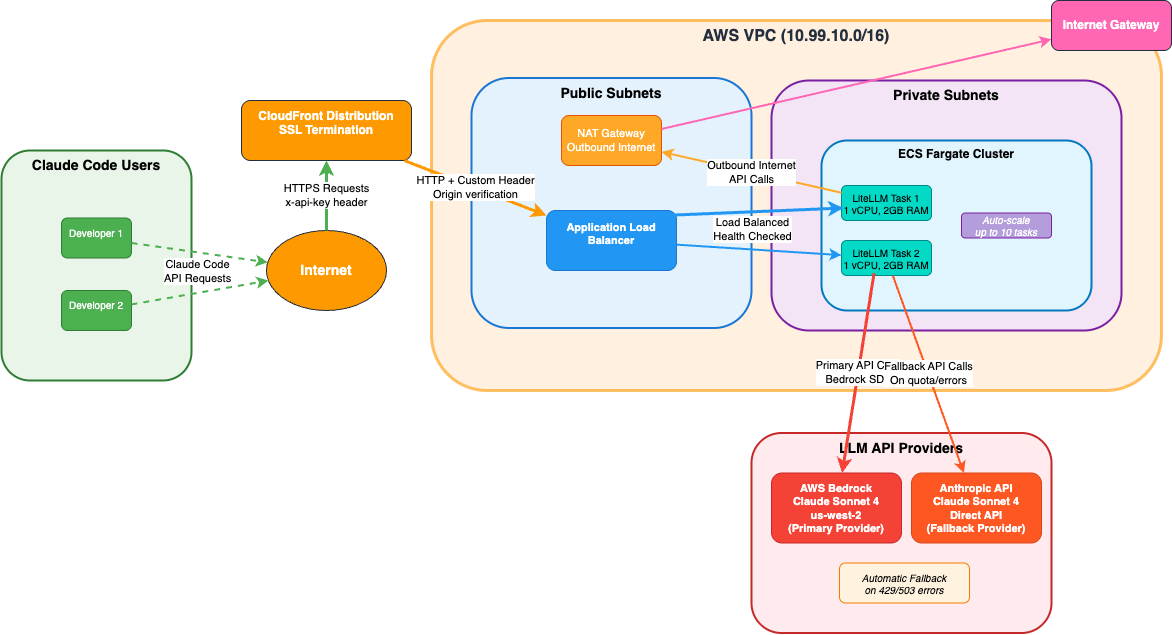 Internet Gateway
AWS VPC (10.99.10.0/16)
Public Subnets
Private Subnets
CloudFront Distribution
SSL Termination
NAT Gateway
Outbound Internet
ECS Fargate Cluster
Claude Code Users
Outbound Internet
API Calls
HTTPS Requests
x-api-key header
HTTP + Custom Header
Origin verification
LiteLLM Task 1
1 vCPU, 2GB RAM
Auto-scale
up to 10 tasks
Developer 1
Application Load
Balancer
Load Balanced
Health Checked
LiteLLM Task 2
1 vCPU, 2GB RAM
Claude Code
API Requests
Internet
Developer 2
Primary API C
Bedrock SD
Fallback API Calls
On quota/errors
LLM API Providers
AWS Bedrock
Claude Sonnet 4
us-west-2
(Primary Provider)
Anthropic API
Claude Sonnet 4
Direct API
(Fallback Provider)
Automatic Fallback
on 429/503 errors